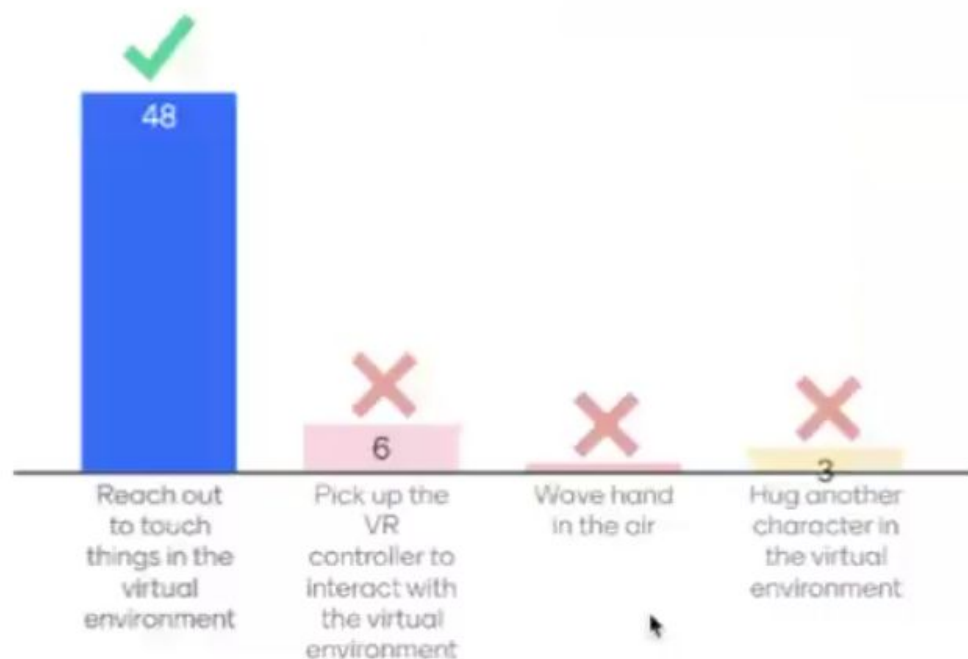 48
6
3
Reach out
to touch
things in the
virtual
environment
Pick up the
VR
controller to
interact with
the virtual
environment
Wave hand
in the air
Hug another
character in
the virtual
environment